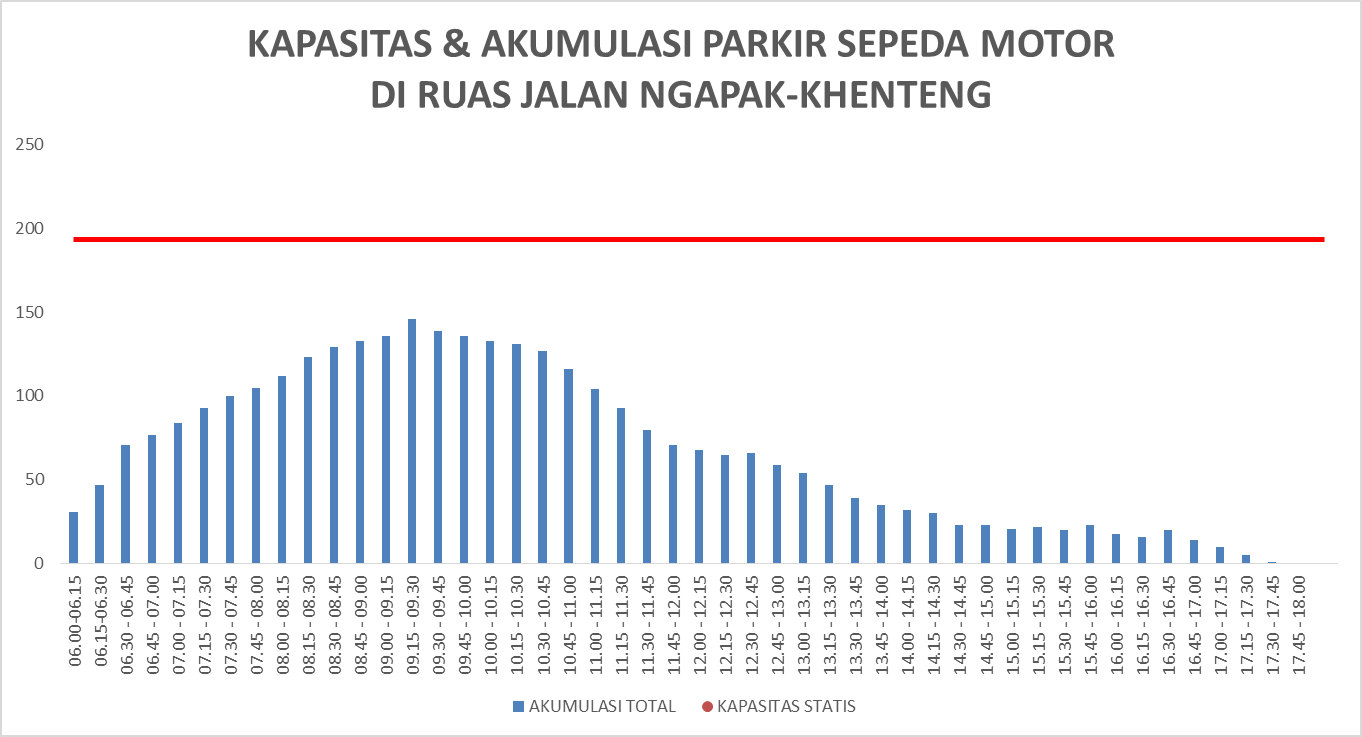 KAPASITAS & AKUMULASI PARKIR SEPEDA MOTOR
DI RUAS JALAN NGAPAK-KHENTENG
250
200
150
100
50
0
06.00-06.15
06.15-06.30
06.30 - 06.45
06.45 - 07.00
07.00 - 07.15
07.15 - 07.30
07.30 - 07.45
07.45 - 08.00
08.00 - 08.15
08.15 - 08.30
08.30 - 08.45
08.45 - 09.00
09.00 - 09.15
09.15 - 09.30
09.30 - 09.45
09.45 - 10.00
10.00 - 10.15
10.15 - 10.30
10.30 - 10.45
10.45 - 11.00
11.00 - 11.15
11.15 - 11.30
11.30 - 11.45
11.45 - 12.00
12.00 - 12.15
12.15 - 12.30
12.30 - 12.45
12.45 - 13.00
13.00 - 13.15
13.15 - 13.30
13.30 - 13.45
13.45 - 14.00
14.00 - 14.15
14.15 - 14.30
14.30 - 14.45
14.45 - 15.00
15.00 - 15.15
15.15 - 15.30
15.30 - 15.45
15.45 - 16.00
16.00 - 16.15
16.15 - 16.30
16.30 - 16.45
16.45 - 17.00
17.00 - 17.15
17.15 - 17.30
17.30 - 17.45
17.45 - 18.00
AKUMULASI TOTAL
KAPASITAS STATIS